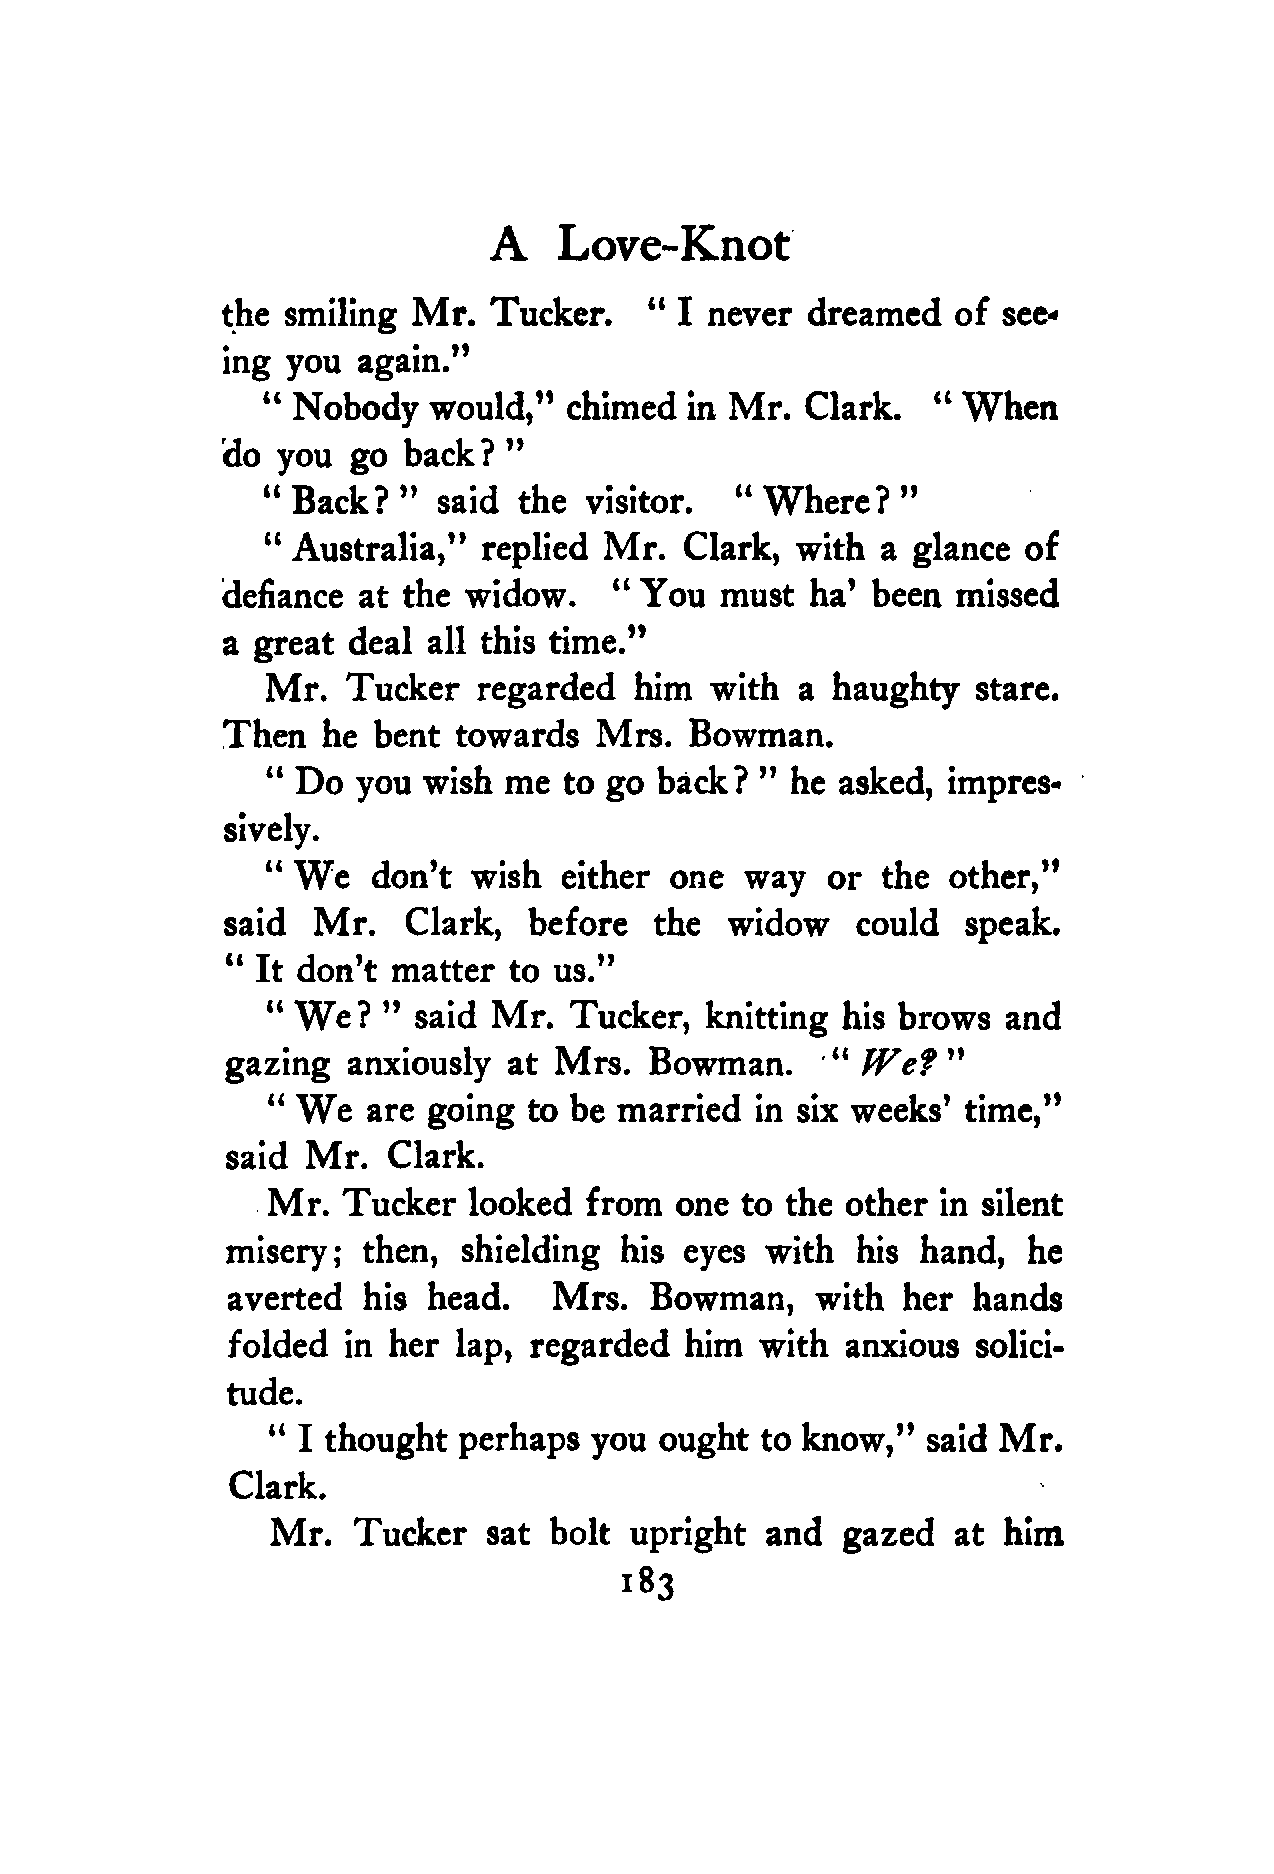 A Love-Knot
the smiling Mr. Tucker. " I never dreamed of see-
ing you again."
" Nobody would," chimed in Mr. Clark. " When
do you go back? "
" Back? " said the visitor. " Where? "
" Australia," replied Mr. Clark, with a glance of
defiance at the widow. " You must ha' been missed
a great deal all this time."
Mr. Tucker regarded him with a haughty stare.
Then he bent towards Mrs. Bowman.
" Do you wish me to go back? " he asked, impres-
sively.
" We don't wish either one way or the other,"
said Mr. Clark, before the widow could speak.
" It don't matter to us."
" We? " said Mr. Tucker, knitting his brows and
gazing anxiously at Mrs. Bowman. " We? "
" We are going to be married in six weeks' time,"
said Mr. Clark.
Mr. Tucker looked from one to the other in silent
misery; then, shielding his eyes with his hand, he
averted his head. Mrs. Bowman, with her hands
folded in her lap, regarded him with anxious solici-
tude.
" I thought perhaps you ought to know," said Mr.
Clark.
Mr. Tucker sat bolt upright and gazed at him
183